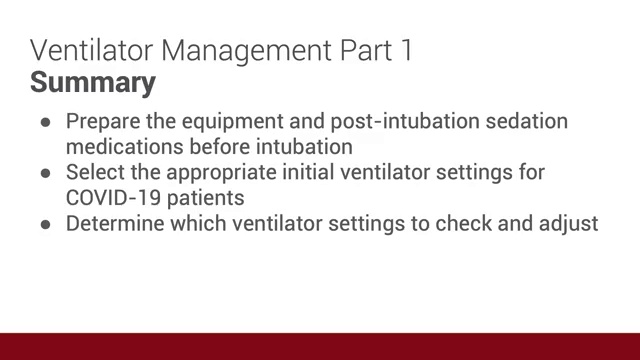 Ventilator Management Part 1
Summary
● Prepare the equipment and post-intubation sedation
medications before intubation
● Select the appropriate initial ventilator settings for
COVID-19 patients
● Determine which ventilator settings to check and adjust